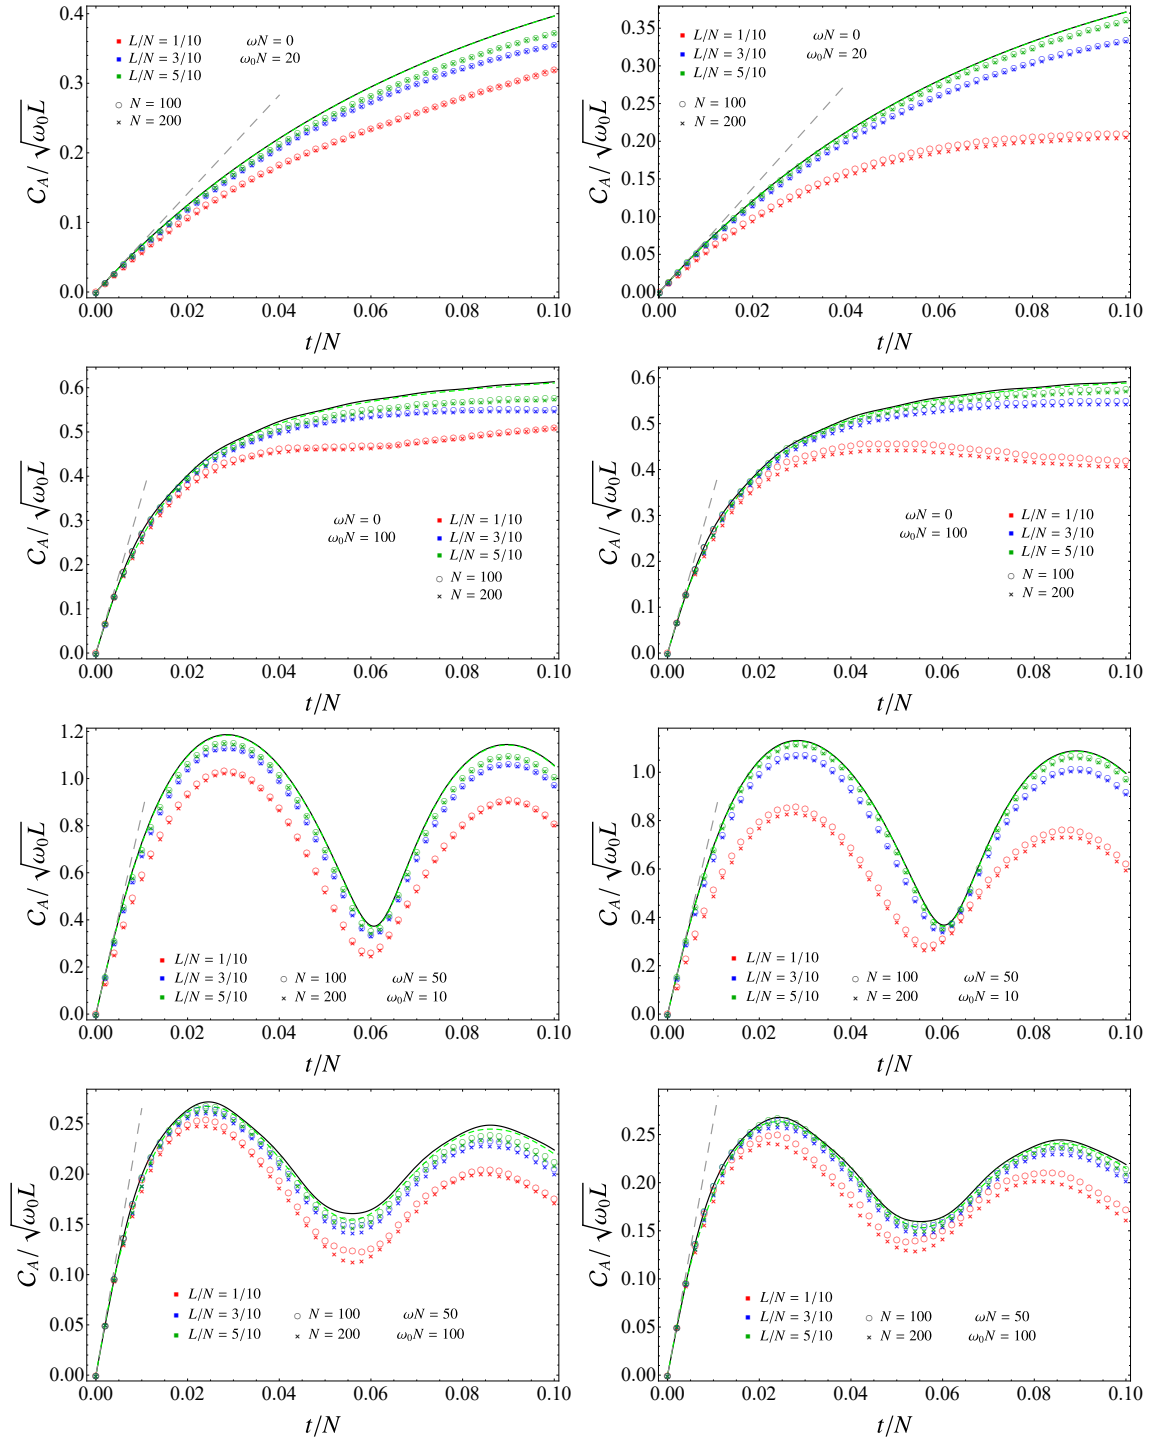 0.4
0.3
0.2
0.1
0.0
C_A / √ω₀L
L/N = 1/10
L/N = 3/10
L/N = 5/10
N = 100
N = 200
ωN = 0
ω₀N = 20
0.00 0.02 0.04 0.06 0.08 0.10
t/N
0.35
0.30
0.25
0.20
0.15
0.10
0.05
0.00
C_A / √ω₀L
L/N = 1/10
L/N = 3/10
L/N = 5/10
N = 100
N = 200
ωN = 0
ω₀N = 20
0.00 0.02 0.04 0.06 0.08 0.10
t/N
0.6
0.5
0.4
0.3
0.2
0.1
0.0
C_A / √ω₀L
ωN = 0
ω₀N = 100
L/N = 1/10
L/N = 3/10
L/N = 5/10
N = 100
N = 200
0.00 0.02 0.04 0.06 0.08 0.10
t/N
0.6
0.5
0.4
0.3
0.2
0.1
0.0
C_A / √ω₀L
ωN = 0
ω₀N = 100
L/N = 1/10
L/N = 3/10
L/N = 5/10
N = 100
N = 200
0.00 0.02 0.04 0.06 0.08 0.10
t/N
1.2
1.0
0.8
0.6
0.4
0.2
0.0
C_A / √ω₀L
L/N = 1/10
L/N = 3/10
L/N = 5/10
N = 100
N = 200
ωN = 50
ω₀N = 10
0.00 0.02 0.04 0.06 0.08 0.10
t/N
1.0
0.8
0.6
0.4
0.2
0.0
C_A / √ω₀L
L/N = 1/10
L/N = 3/10
L/N = 5/10
N = 100
N = 200
ωN = 50
ω₀N = 10
0.00 0.02 0.04 0.06 0.08 0.10
t/N
0.25
0.20
0.15
0.10
0.05
0.00
C_A / √ω₀L
L/N = 1/10
L/N = 3/10
L/N = 5/10
N = 100
N = 200
ωN = 50
ω₀N = 100
0.00 0.02 0.04 0.06 0.08 0.10
t/N
0.25
0.20
0.15
0.10
0.05
0.00
C_A / √ω₀L
L/N = 1/10
L/N = 3/10
L/N = 5/10
N = 100
N = 200
ωN = 50
ω₀N = 100
0.00 0.02 0.04 0.06 0.08 0.10
t/N